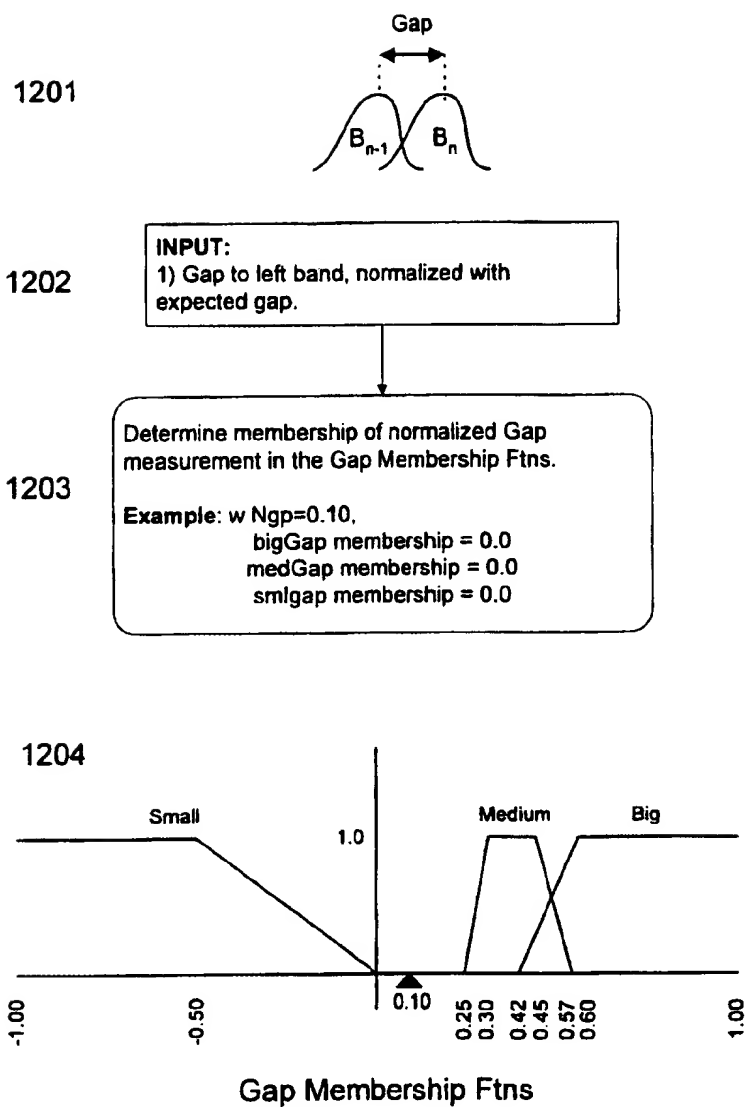 Gap
1201
B_{n-1} B_n
1202
INPUT:
1) Gap to left band, normalized with
expected gap.
1203
Determine membership of normalized Gap
measurement in the Gap Membership Ftns.
Example: w Ngp=0.10,
bigGap membership = 0.0
medGap membership = 0.0
smlgap membership = 0.0
1204
Small
Medium
Big
1.0
-1.00
-0.50
0.10
0.25
0.30
0.42
0.45
0.57
0.60
1.00
Gap Membership Ftns